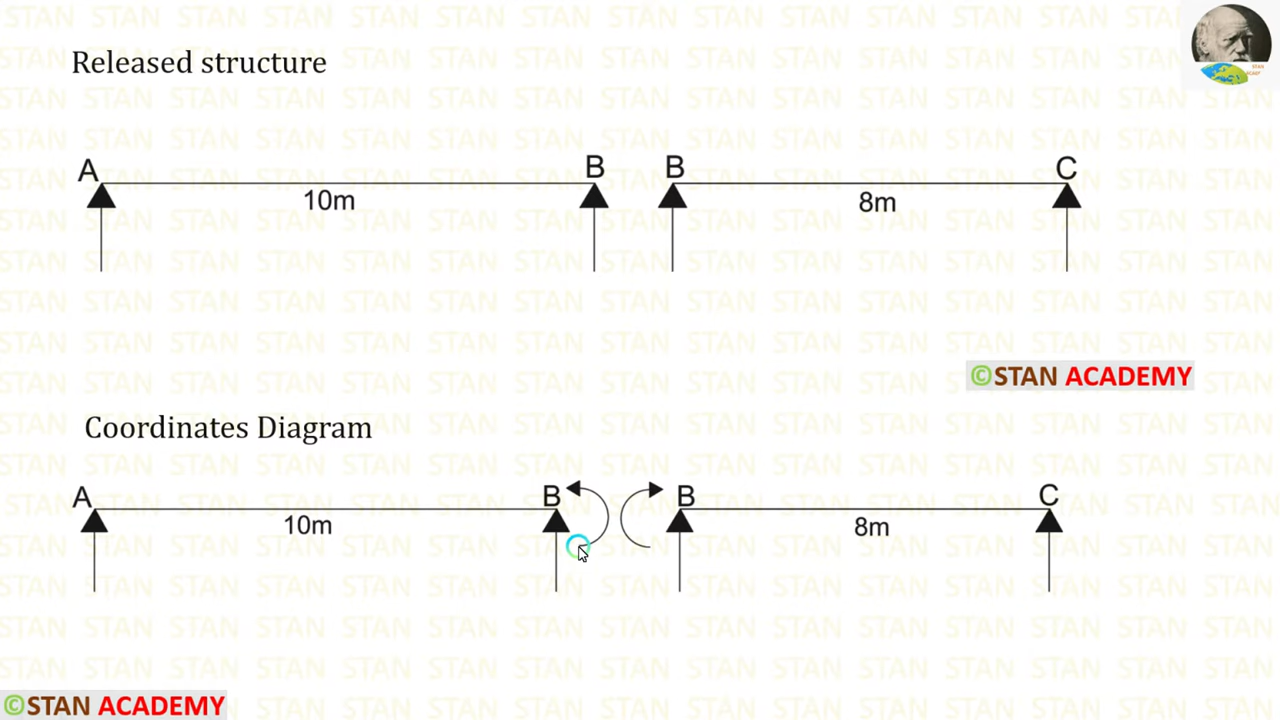 Released structure
A B B C
10m 8m
©STAN ACADEMY
Coordinates Diagram
A B B C
10m 8m
©STAN ACADEMY